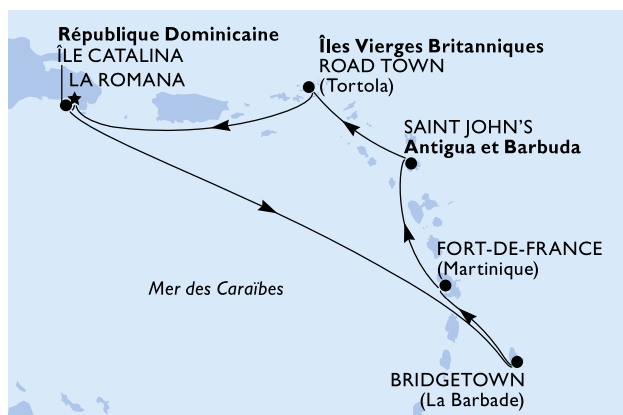 République Dominicaine
ÎLE CATALINA
LA ROMANA
Îles Vierges Britanniques
ROAD TOWN
(Tortola)
SAINT JOHN'S
Antigua et Barbuda
FORT-DE-FRANCE
(Martinique)
Mer des Caraïbes
BRIDGETOWN
(La Barbade)